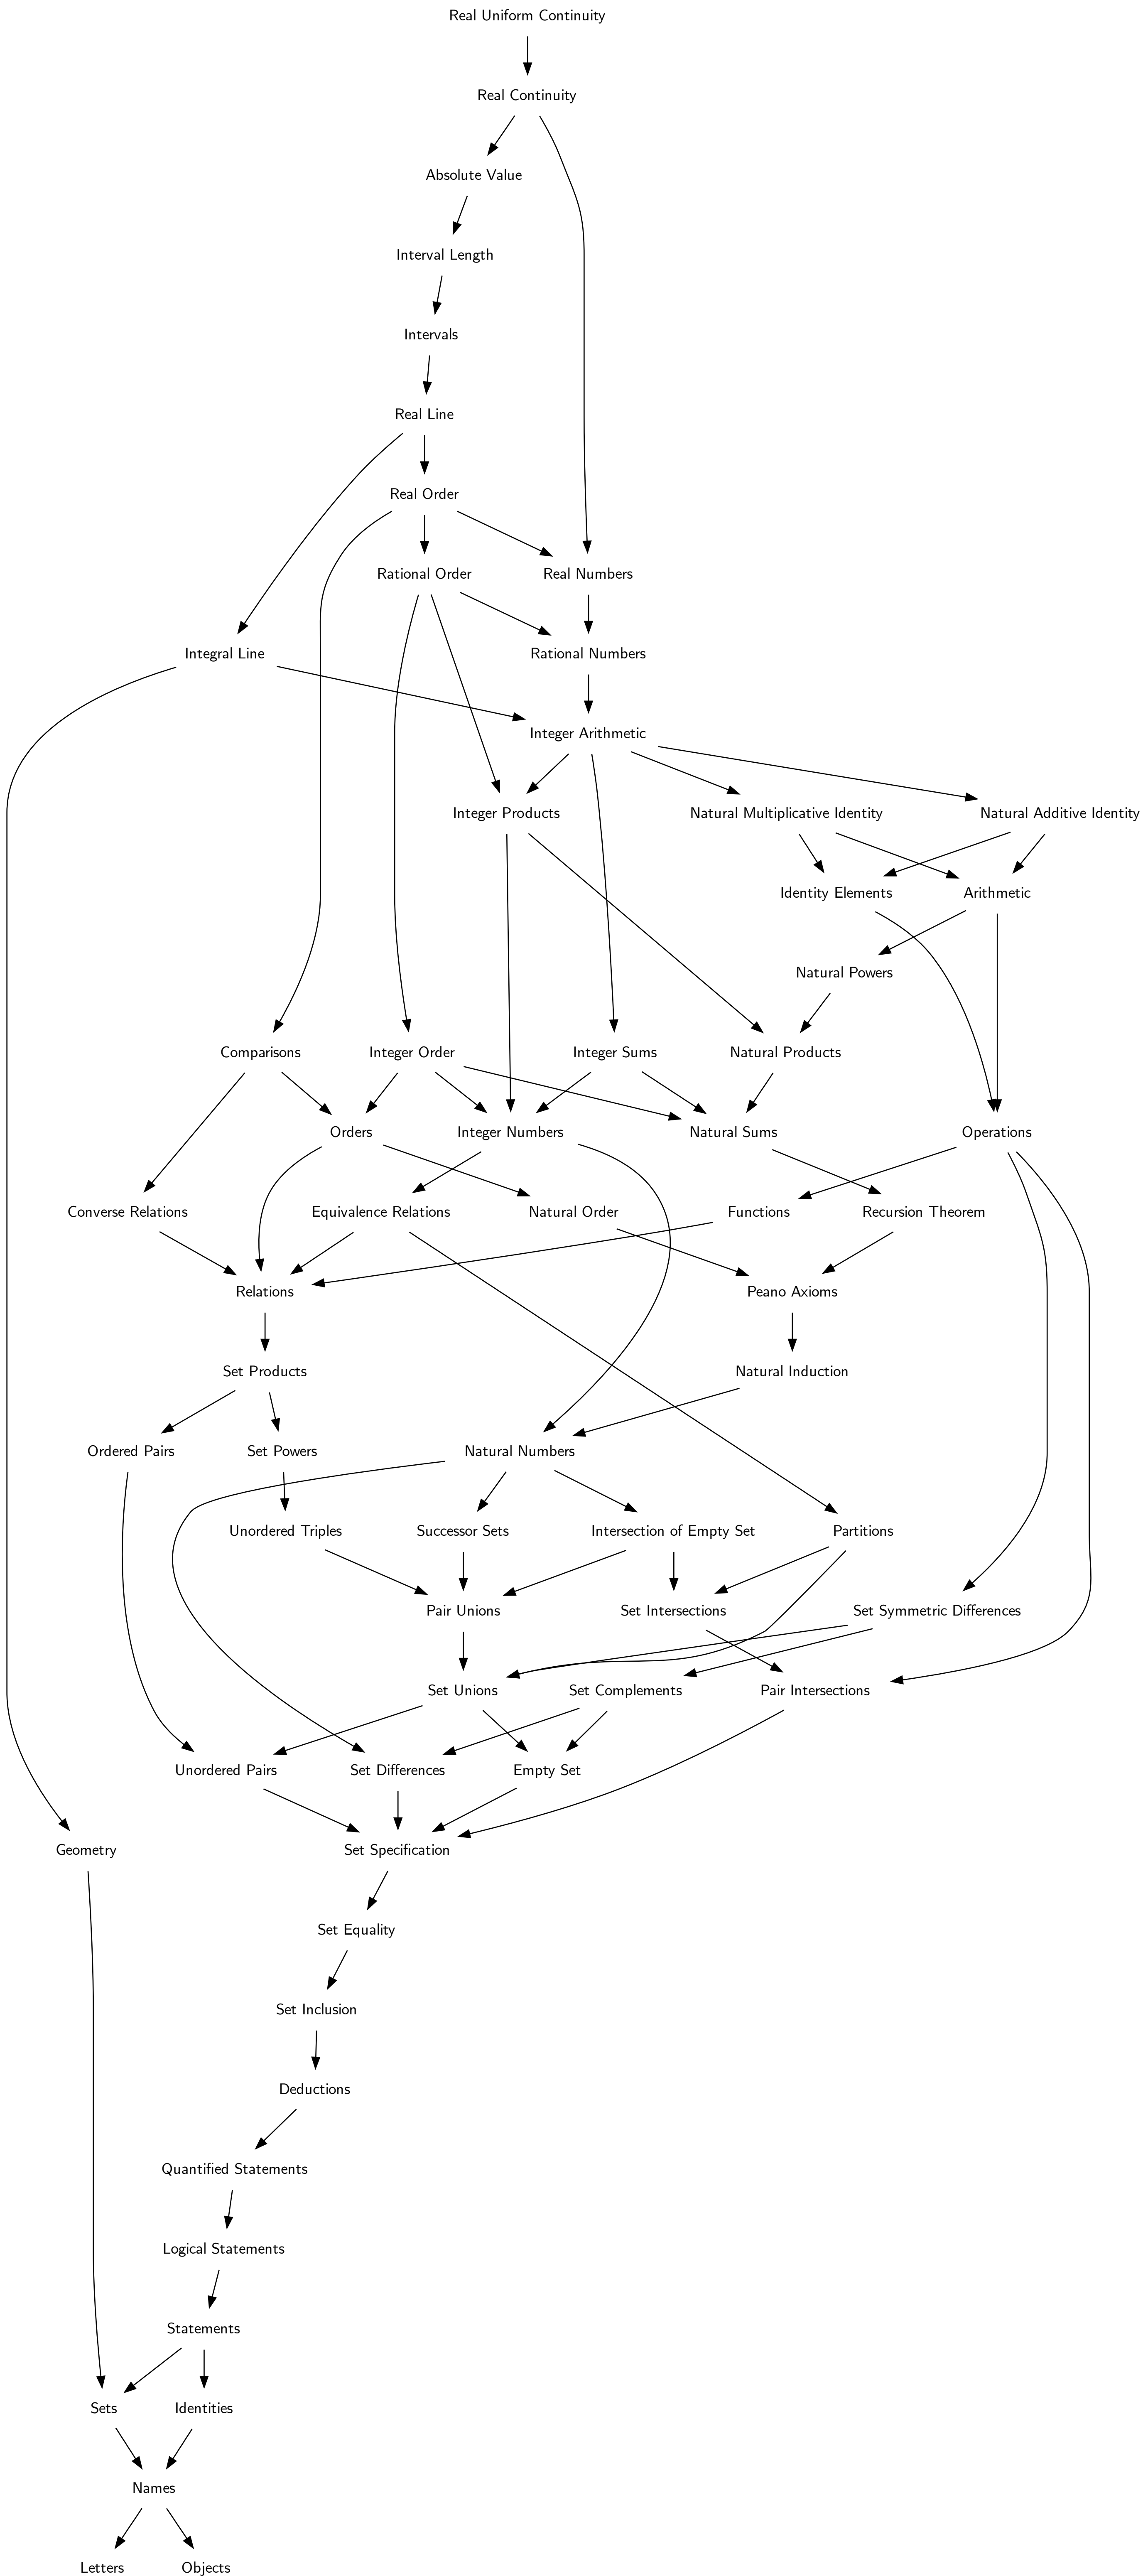 Real Uniform Continuity
Real Continuity
Absolute Value
Interval Length
Intervals
Real Line
Real Order
Rational Order
Real Numbers
Integral Line
Rational Numbers
Integer Arithmetic
Integer Products
Natural Multiplicative Identity
Natural Additive Identity
Identity Elements
Arithmetic
Natural Powers
Comparisons
Integer Order
Integer Sums
Natural Products
Orders
Integer Numbers
Natural Sums
Operations
Converse Relations
Equivalence Relations
Natural Order
Functions
Recursion Theorem
Relations
Peano Axioms
Set Products
Natural Induction
Ordered Pairs
Set Powers
Natural Numbers
Unordered Triples
Successor Sets
Intersection of Empty Set
Partitions
Pair Unions
Set Intersections
Set Symmetric Differences
Set Unions
Set Complements
Pair Intersections
Unordered Pairs
Set Differences
Empty Set
Geometry
Set Specification
Set Equality
Set Inclusion
Deductions
Quantified Statements
Logical Statements
Statements
Sets
Identities
Names
Letters
Objects